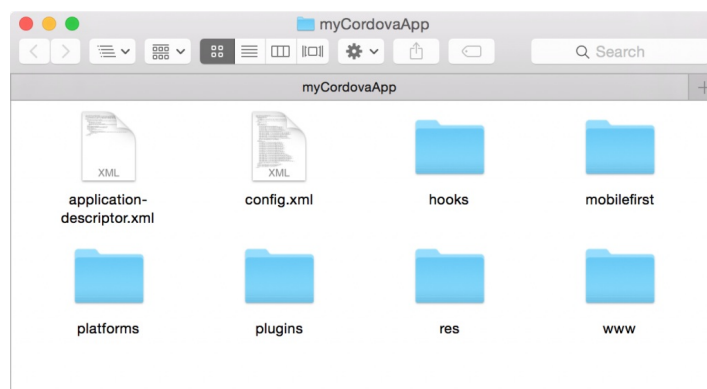 myCordovaApp
Search
myCordovaApp
XML
XML
application-
descriptor.xml
config.xml
hooks
mobilefirst
platforms
plugins
res
www